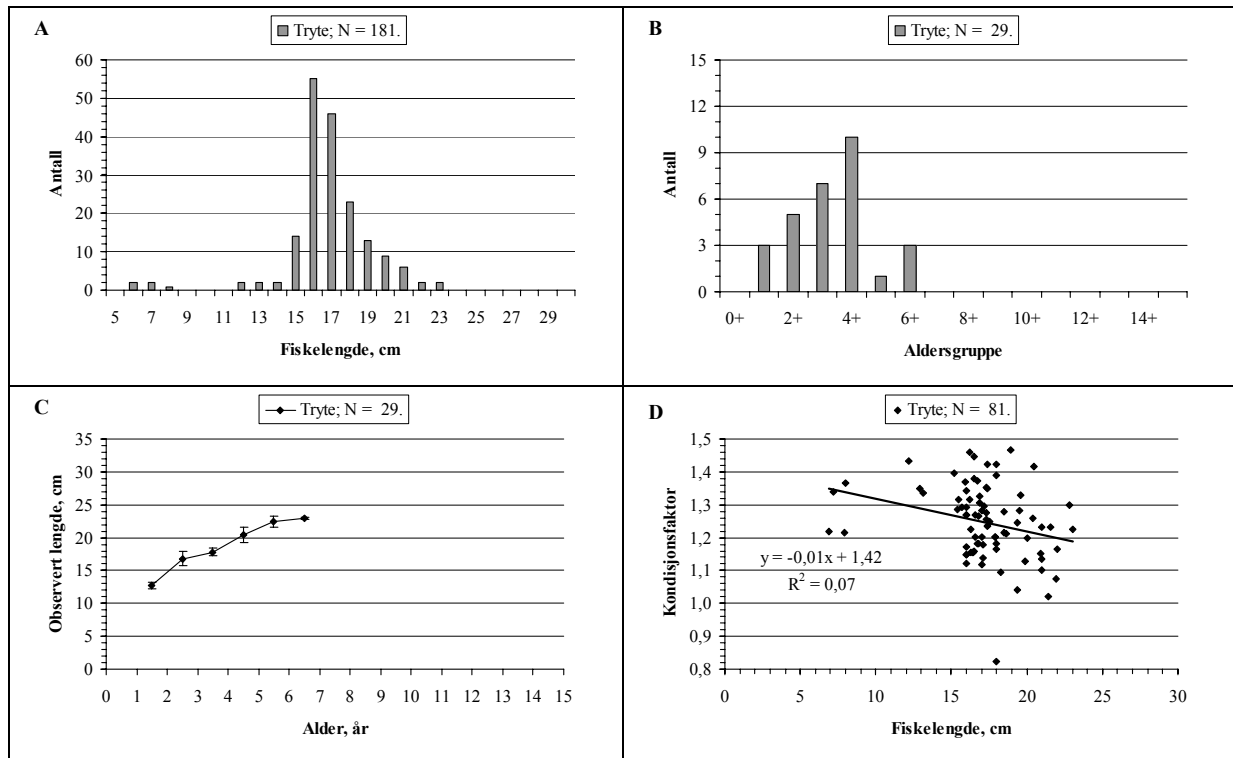 A
Tryte; N = 181.
60
50
40
30
20
10
0
Antall
5 7 9 11 13 15 17 19 21 23 25 27 29
Fiskelengde, cm
B
Tryte; N = 29.
15
12
9
6
3
0
Antall
0+ 2+ 4+ 6+ 8+ 10+ 12+ 14+
Aldersgruppe
C
Tryte; N = 29.
35
30
25
20
15
10
5
0
Observert lengde, cm
0 1 2 3 4 5 6 7 8 9 10 11 12 13 14 15
Alder, år
D
Tryte; N = 81.
1,5
1,4
1,3
1,2
1,1
1,0
0,9
0,8
Kondisjonsfaktor
y = -0,01x + 1,42
R² = 0,07
0 5 10 15 20 25 30
Fiskelengde, cm